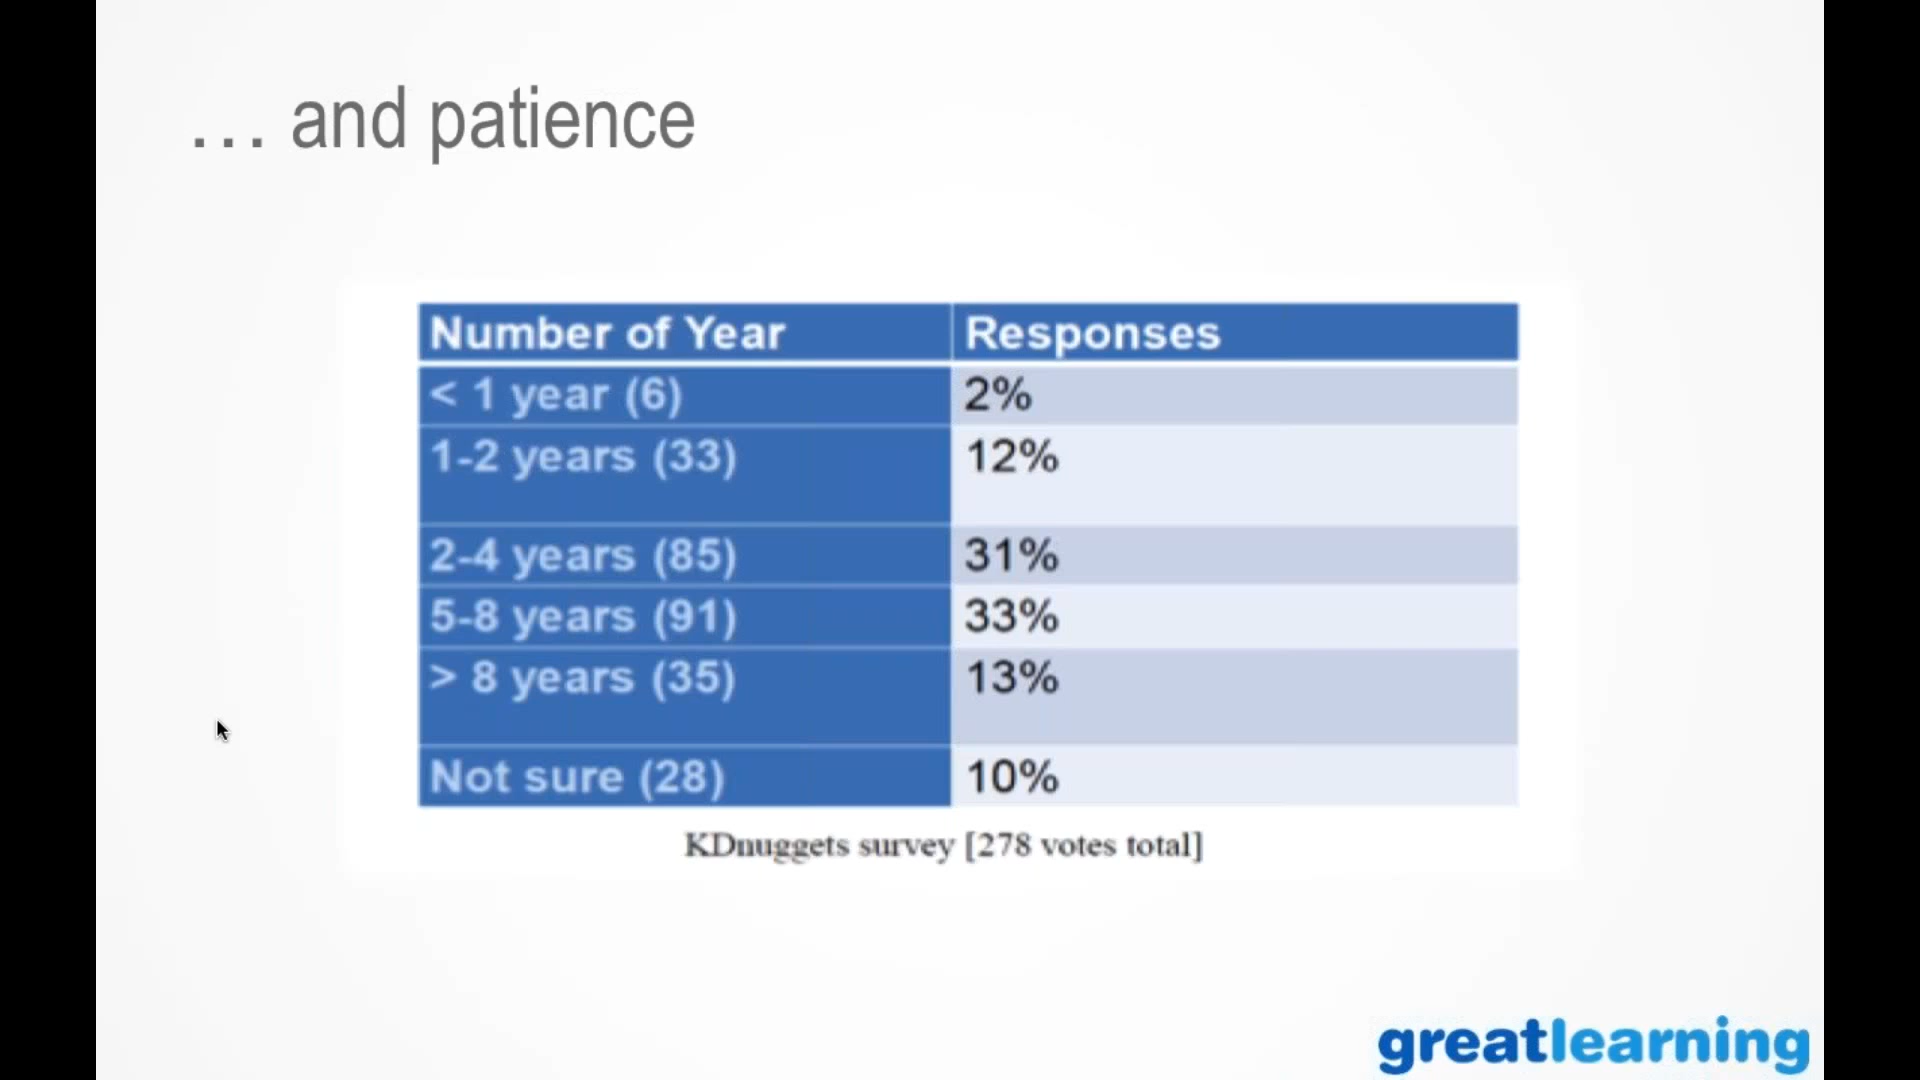 … and patience
Number of Year Responses
< 1 year (6) 2%
1-2 years (33) 12%
2-4 years (85) 31%
5-8 years (91) 33%
> 8 years (35) 13%
Not sure (28) 10%
KDnuggets survey [278 votes total]
greatlearning